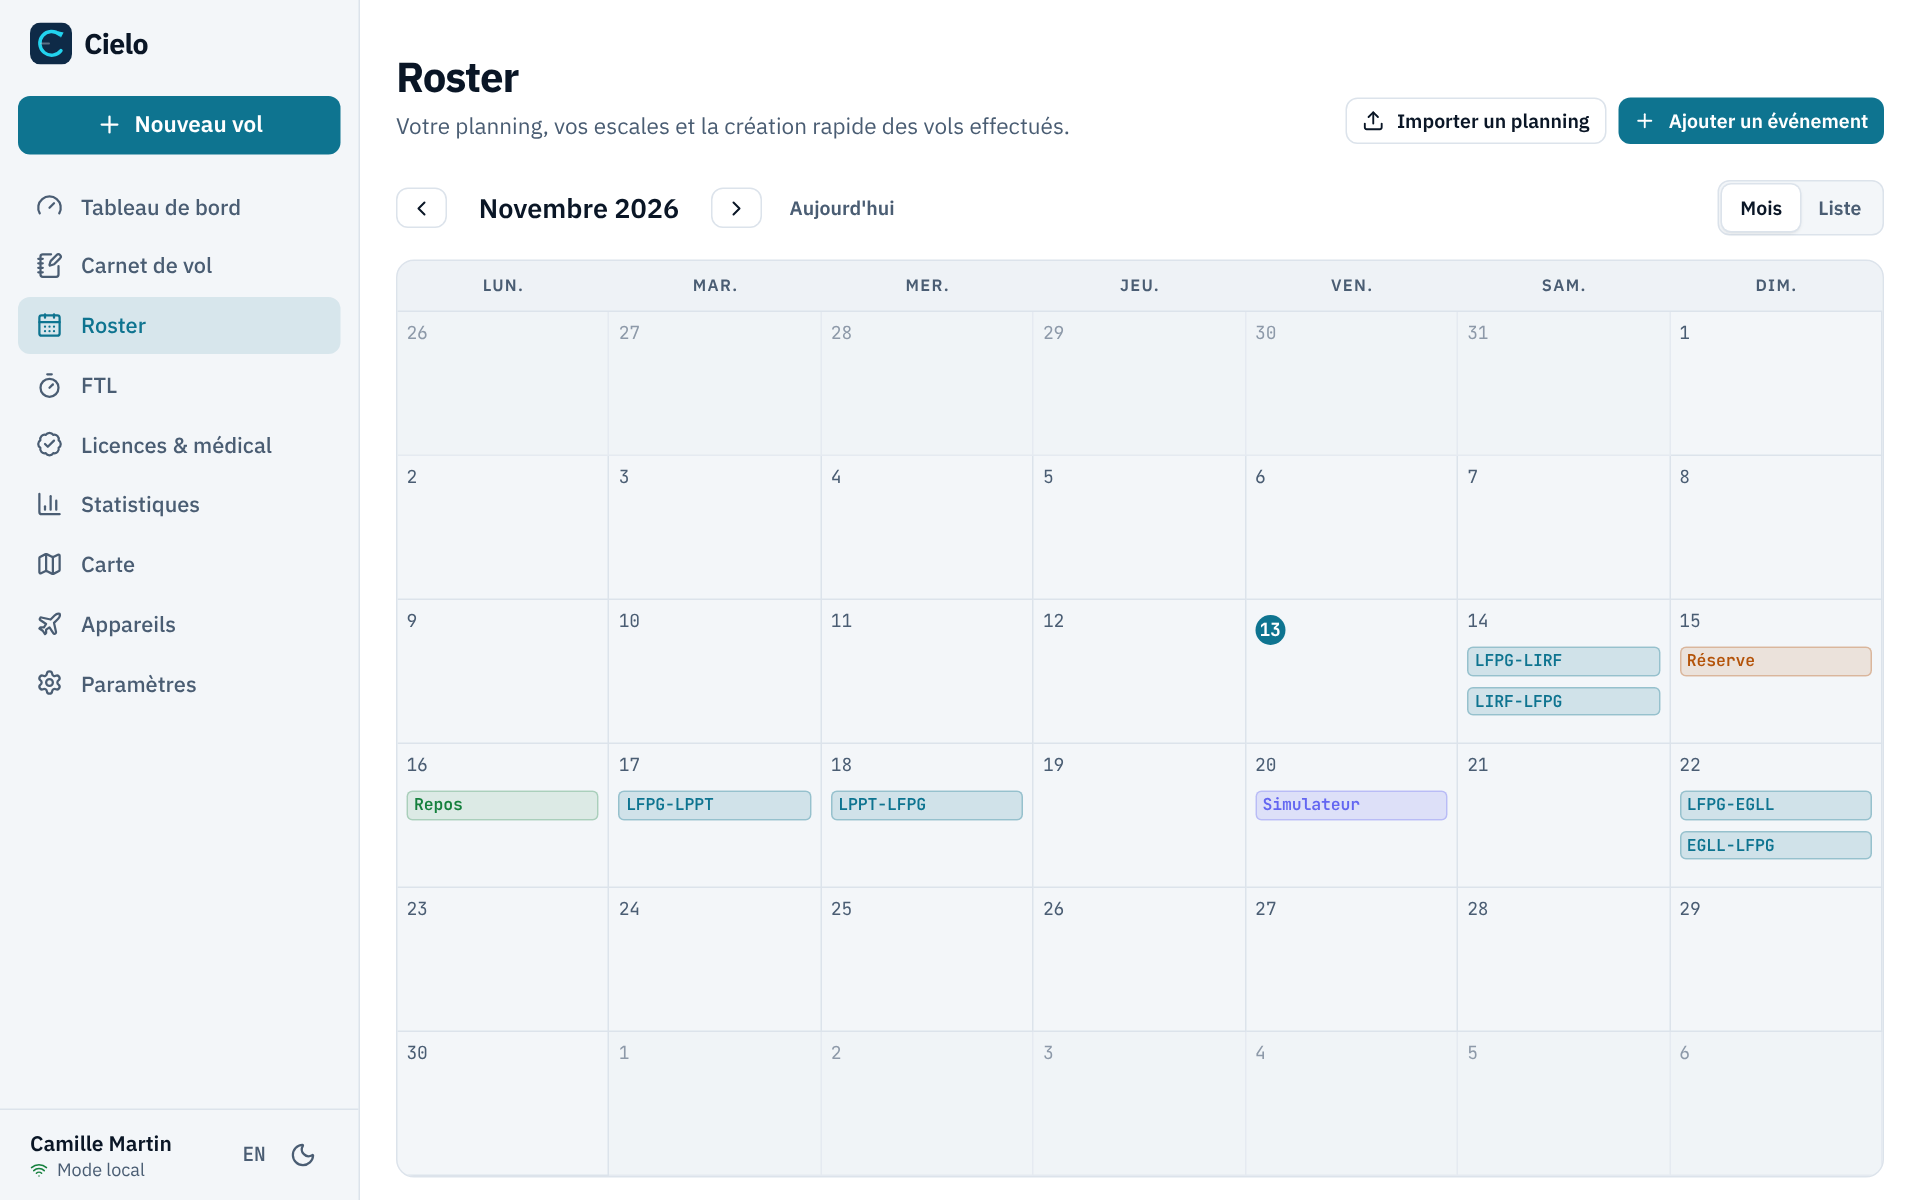 Cielo
Nouveau vol
Tableau de bord
Carnet de vol
Roster
FTL
Licences & médical
Statistiques
Carte
Appareils
Paramètres
Camille Martin
Mode local
EN
Roster
Votre planning, vos escales et la création rapide des vols effectués.
Importer un planning
Ajouter un événement
Novembre 2026
Aujourd'hui
Mois
Liste
LUN. MAR. MER. JEU. VEN. SAM. DIM.
26 27 28 29 30 31 1
2 3 4 5 6 7 8
9 10 11 12 13 14 15
LFPG-LIRF Réserve
LIRF-LFPG
16 17 18 19 20 21 22
Repos LFPG-LPPT LPPT-LFPG Simulateur LFPG-EGLL
EGLL-LFPG
23 24 25 26 27 28 29
30 1 2 3 4 5 6